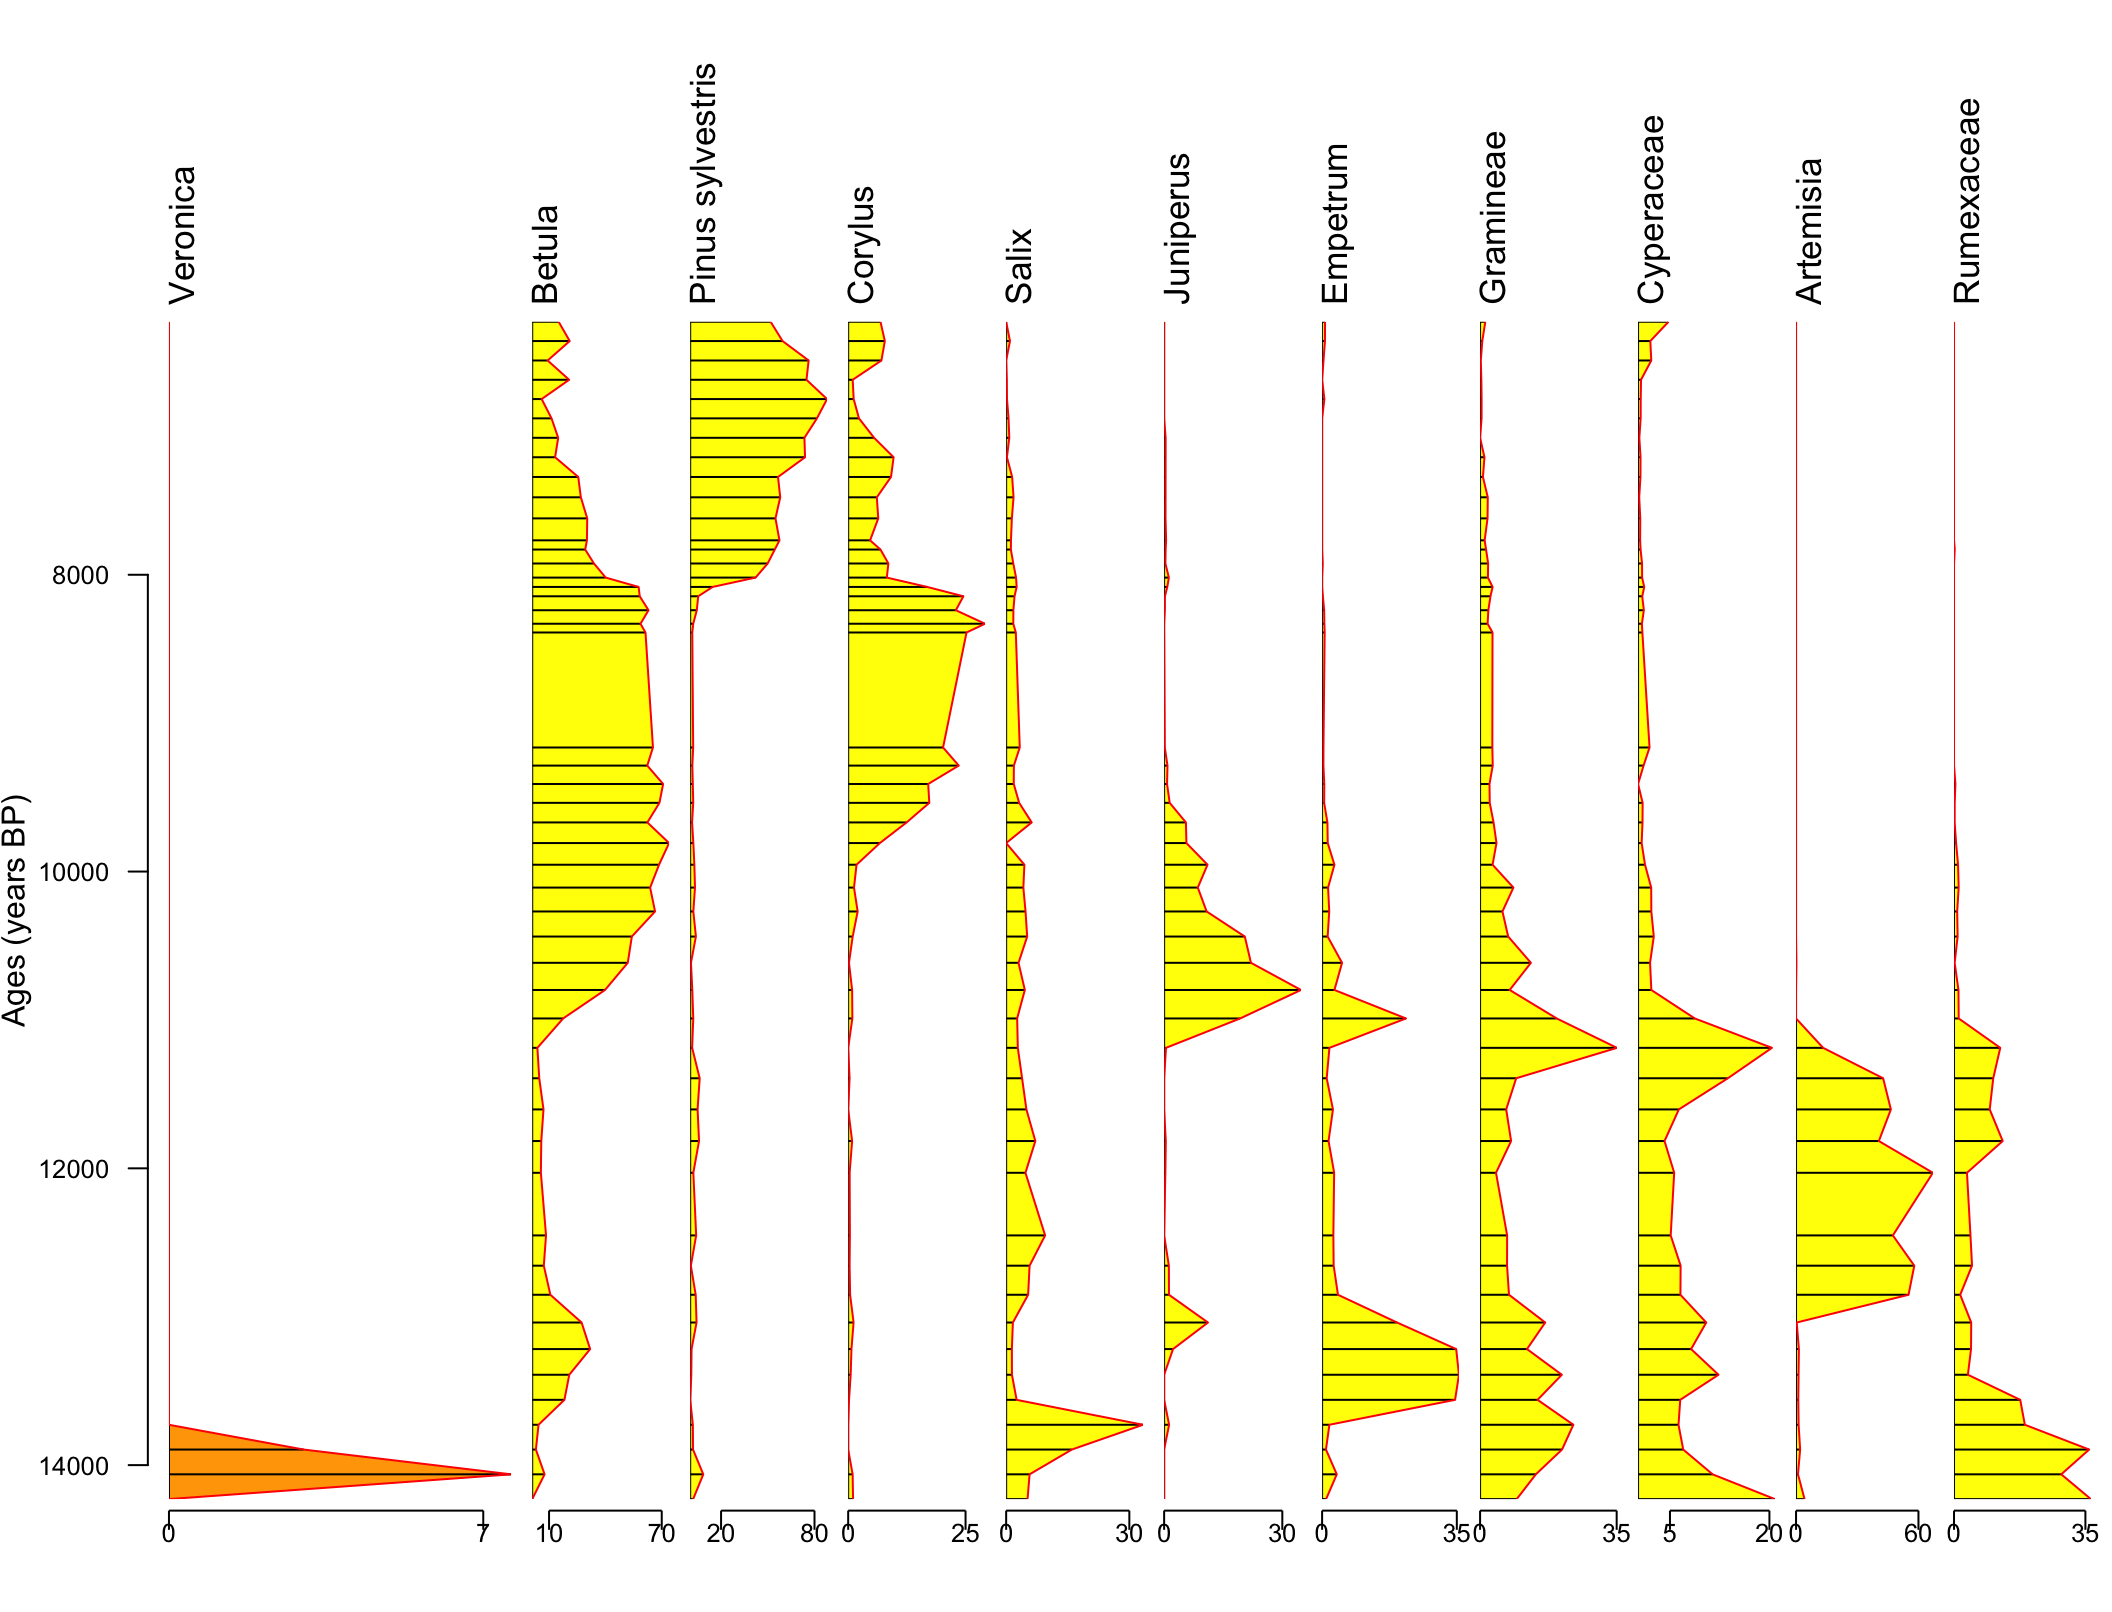 Veronica
Betula
Pinus sylvestris
Corylus
Salix
Juniperus
Empetrum
Gramineae
Cyperaceae
Artemisia
Rumexaceae
Ages (years BP)
8000
10000
12000
14000
0 7 10 70 20 80 0 25 0 30 0 30 0 35 0 35 5 20 0 60 0 35